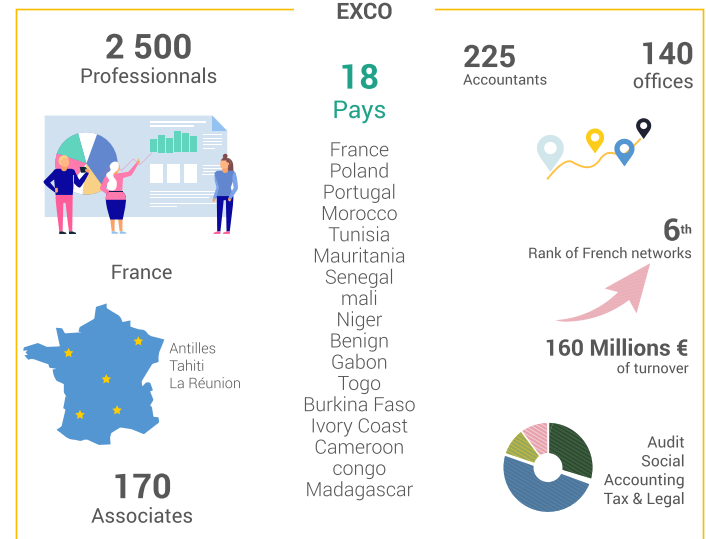 EXCO
2 500
Professionnals
France
Antilles
Tahiti
La Réunion
170
Associates
18
Pays
France
Poland
Portugal
Morocco
Tunisia
Mauritania
Senegal
mali
Niger
Benign
Gabon
Togo
Burkina Faso
Ivory Coast
Cameroon
congo
Madagascar
225
Accountants
140
offices
6th
Rank of French networks
160 Millions €
of turnover
Audit
Social
Accounting
Tax & Legal